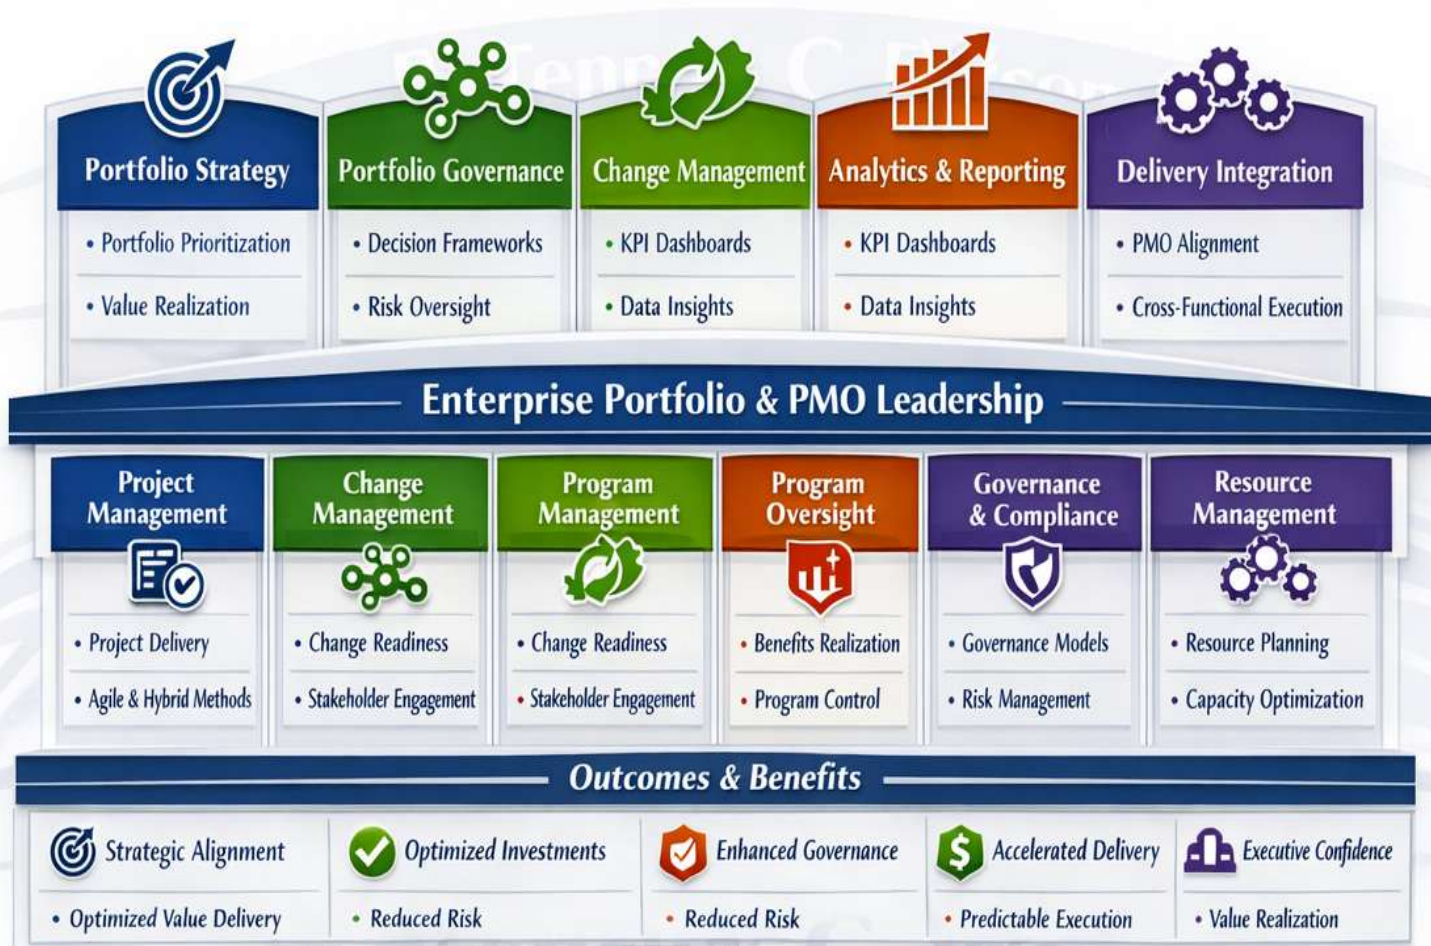 Portfolio Strategy
• Portfolio Prioritization
• Value Realization
Portfolio Governance
• Decision Frameworks
• Risk Oversight
Change Management
• KPI Dashboards
• Data Insights
Analytics & Reporting
• KPI Dashboards
• Data Insights
Delivery Integration
• PMO Alignment
• Cross-Functional Execution
Enterprise Portfolio & PMO Leadership
Project
Management
• Project Delivery
• Agile & Hybrid Methods
Change
Management
• Change Readiness
• Stakeholder Engagement
Program
Management
• Change Readiness
• Stakeholder Engagement
Program
Oversight
• Benefits Realization
• Program Control
Governance
& Compliance
• Governance Models
• Risk Management
Resource
Management
• Resource Planning
• Capacity Optimization
Outcomes & Benefits
Strategic Alignment
• Optimized Value Delivery
Optimized Investments
• Reduced Risk
Enhanced Governance
• Reduced Risk
$ Accelerated Delivery
• Predictable Execution
Executive Confidence
• Value Realization